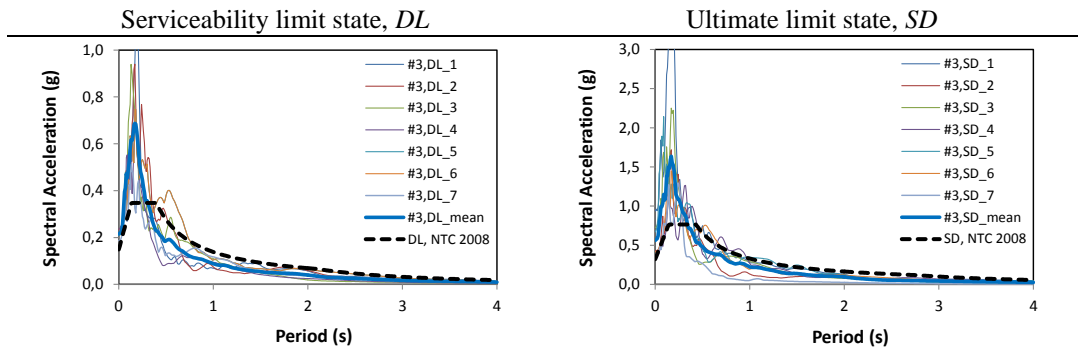 Serviceability limit state, DL
Ultimate limit state, SD
Spectral Acceleration (g)
1,0
0,8
0,6
0,4
0,2
0,0
0
1
2
3
4
Period (s)
#3,DL_1
#3,DL_2
#3,DL_3
#3,DL_4
#3,DL_5
#3,DL_6
#3,DL_7
#3,DL_mean
DL, NTC 2008
Spectral Acceleration (g)
3,0
2,5
2,0
1,5
1,0
0,5
0,0
0
1
2
3
4
Period (s)
#3,SD_1
#3,SD_2
#3,SD_3
#3,SD_4
#3,SD_5
#3,SD_6
#3,SD_7
#3,SD_mean
SD, NTC 2008